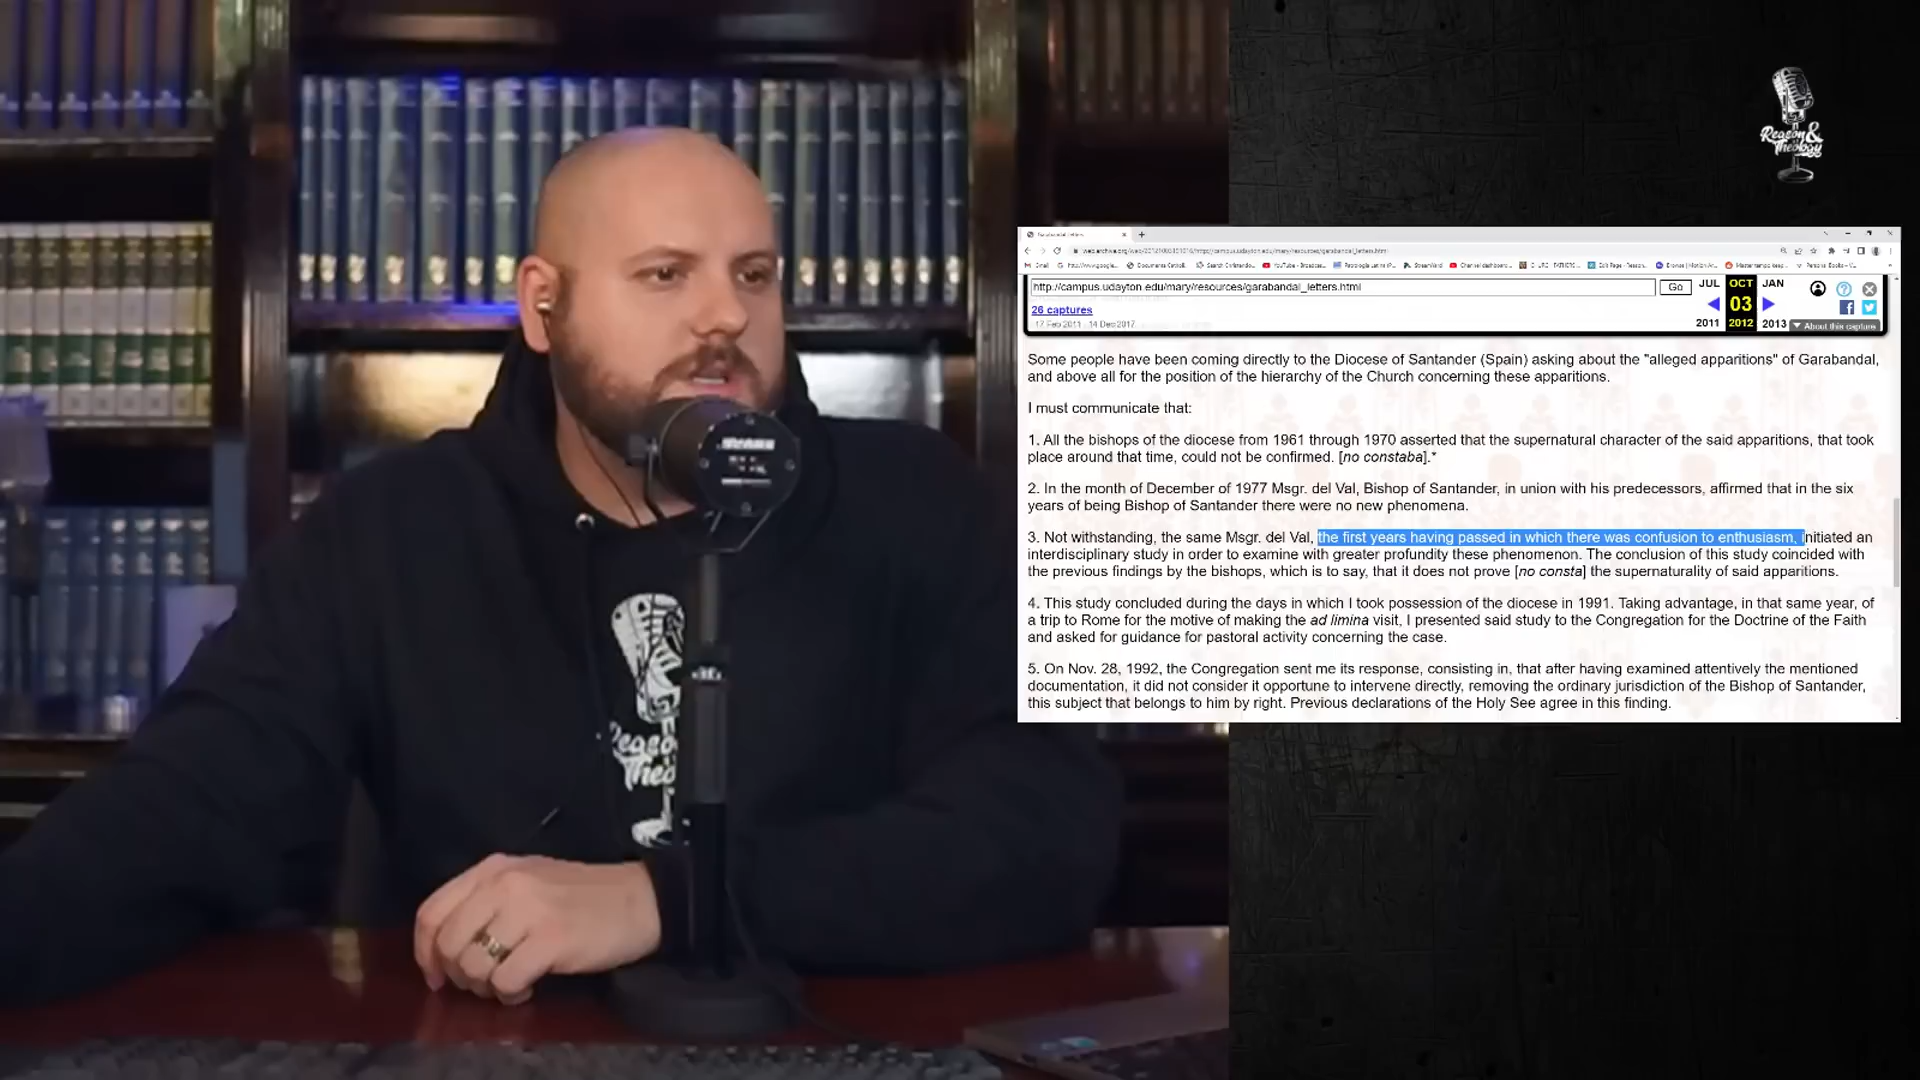 Reason &
Theology
http://campus.udayton.edu/mary/resources/garabandal_letters.html
Go
JUL
OCT
JAN
26 captures
03
17 Feb 2011 - 14 Dec 2017
2011
2012
2013
About this capture
Some people have been coming directly to the Diocese of Santander (Spain) asking about the "alleged apparitions" of Garabandal,
and above all for the position of the hierarchy of the Church concerning these apparitions.
I must communicate that:
1. All the bishops of the diocese from 1961 through 1970 asserted that the supernatural character of the said apparitions, that took
place around that time, could not be confirmed. [no constaba].*
2. In the month of December of 1977 Msgr. del Val, Bishop of Santander, in union with his predecessors, affirmed that in the six
years of being Bishop of Santander there were no new phenomena.
3. Not withstanding, the same Msgr. del Val, the first years having passed in which there was confusion to enthusiasm, initiated an
interdisciplinary study in order to examine with greater profundity these phenomenon. The conclusion of this study coincided with
the previous findings by the bishops, which is to say, that it does not prove [no consta] the supernaturality of said apparitions.
4. This study concluded during the days in which I took possession of the diocese in 1991. Taking advantage, in that same year, of
a trip to Rome for the motive of making the ad limina visit, I presented said study to the Congregation for the Doctrine of the Faith
and asked for guidance for pastoral activity concerning the case.
5. On Nov. 28, 1992, the Congregation sent me its response, consisting in, that after having examined attentively the mentioned
documentation, it did not consider it opportune to intervene directly, removing the ordinary jurisdiction of the Bishop of Santander,
this subject that belongs to him by right. Previous declarations of the Holy See agree in this finding.